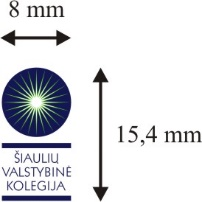 8 mm
15,4 mm
ŠIAULIŲ
VALSTYBINĖ
KOLEGIJA